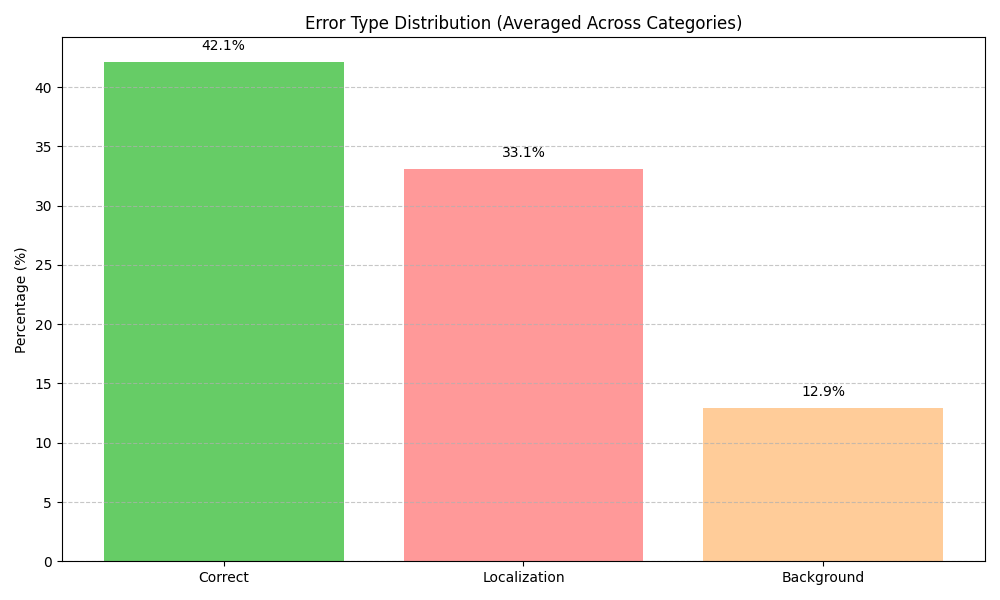 Error Type Distribution (Averaged Across Categories)
42.1%
33.1%
12.9%
Percentage (%)
40
35
30
25
20
15
10
5
0
Correct
Localization
Background